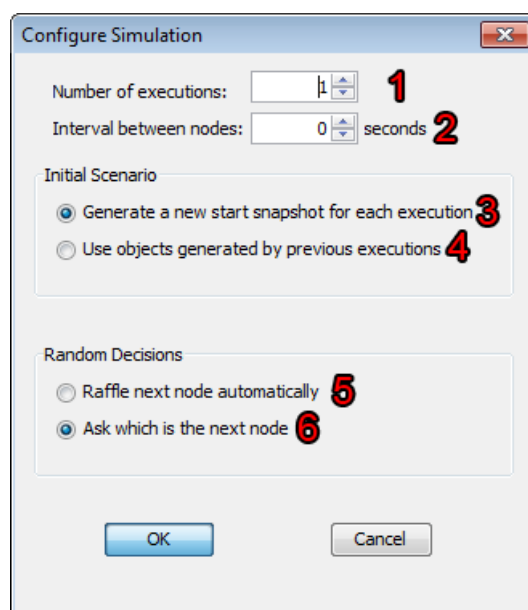 Configure Simulation
Number of executions: 1 1
Interval between nodes: 0 seconds 2
Initial Scenario
Generate a new start snapshot for each execution 3
Use objects generated by previous executions 4
Random Decisions
Raffle next node automatically 5
Ask which is the next node 6
OK Cancel